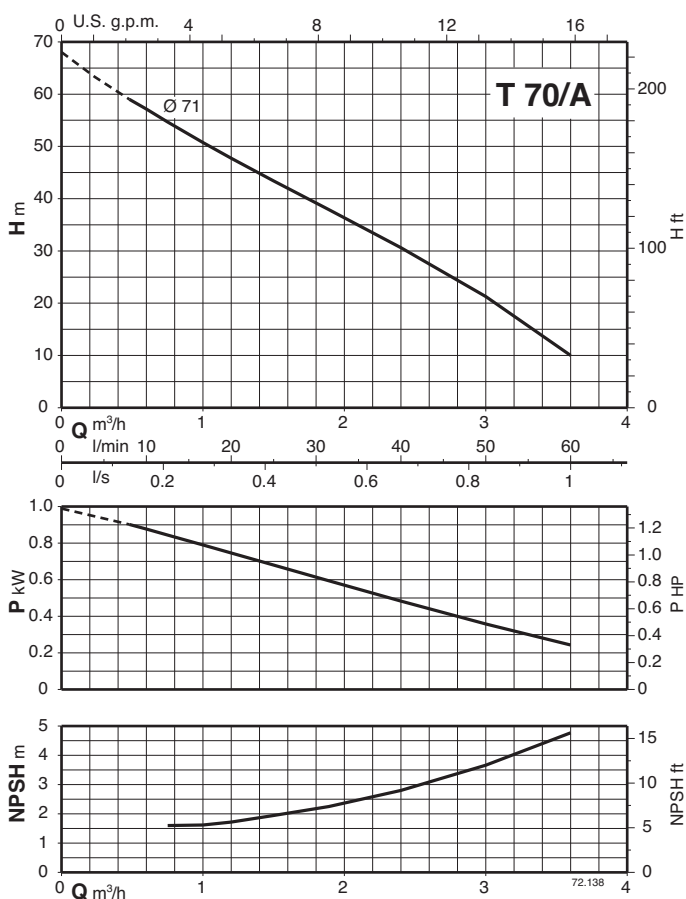 0 U.S. g.p.m. 4 8 12 16
70
60
50
40
30
20
10
0
H m
T 70/A
Ø 71
200
100
0
H ft
0 Q m³/h 1 2 3 4
0 l/min 10 20 30 40 50 60
0 l/s 0.2 0.4 0.6 0.8 1
1.0
0.8
0.6
0.4
0.2
0
P kW
1.2
1.0
0.8
0.6
0.4
0.2
0
P HP
5
4
3
2
1
0
NPSH m
15
10
5
0
NPSH ft
72.138
0 Q m³/h 1 2 3 4